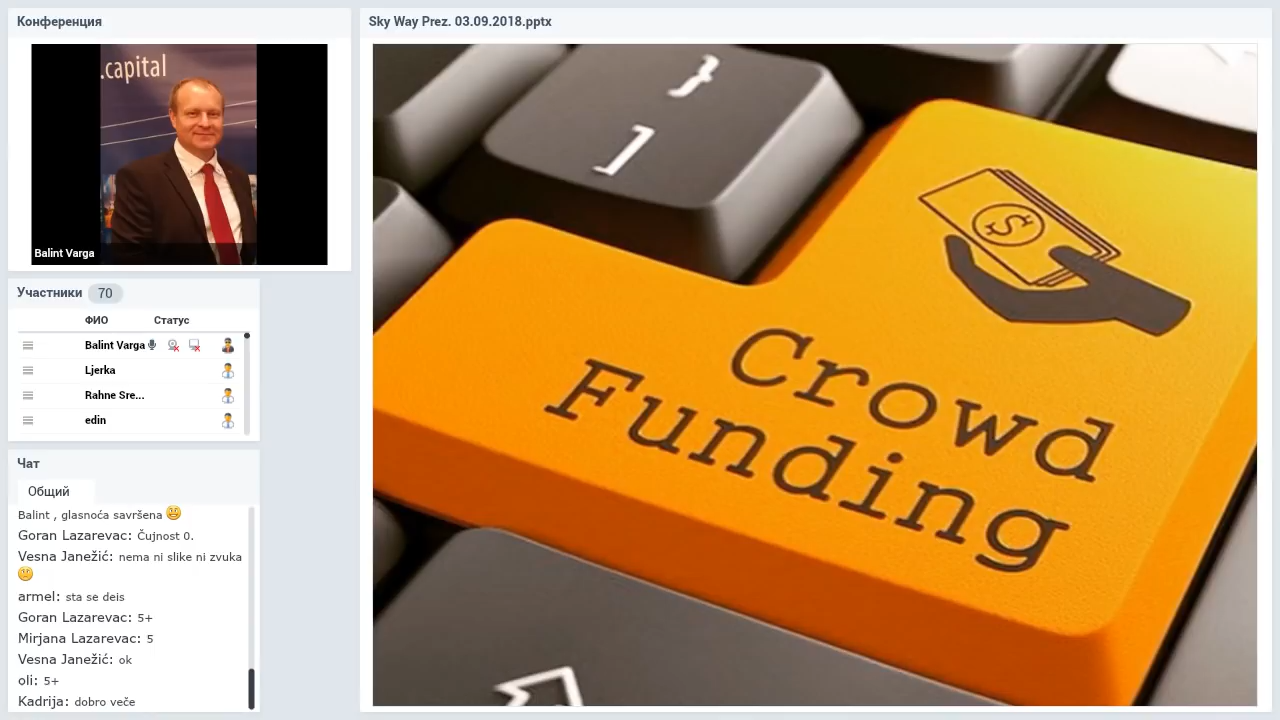 Конференция
.capital
Balint Varga
Участники 70
ФИО Статус
Balint Varga
Ljerka
Rahne Sre...
edin
Чат
Общий
Balint , glasnoća savršena
Goran Lazarevac: Čujnost 0.
Vesna Janežić: nema ni slike ni zvuka
armel: sta se deis
Goran Lazarevac: 5+
Mirjana Lazarevac: 5
Vesna Janežić: ok
oli: 5+
Kadrija: dobro veče
Sky Way Prez. 03.09.2018.pptx
}
]
$
Crowd
Funding